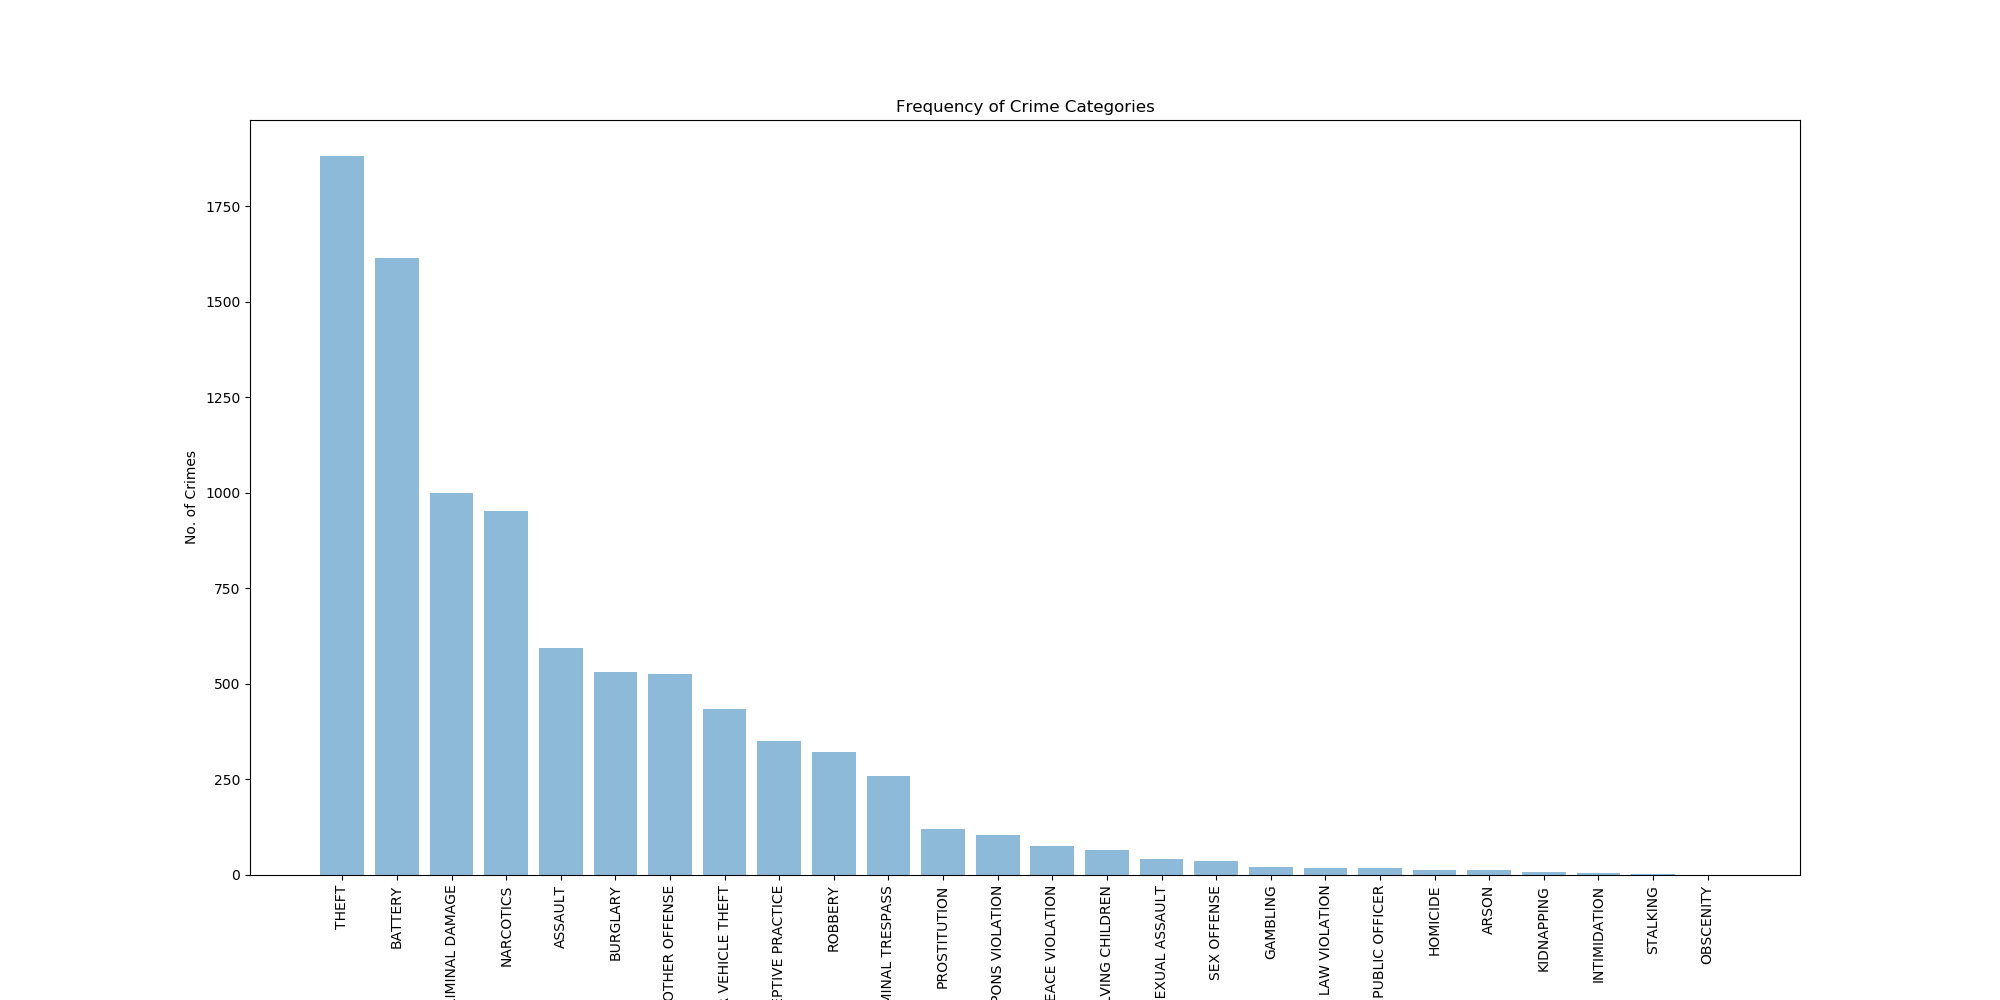 Frequency of Crime Categories
No. of Crimes
1750
1500
1250
1000
750
500
250
0
THEFT
BATTERY
RIMINAL DAMAGE
NARCOTICS
ASSAULT
BURGLARY
OTHER OFFENSE
VEHICLE THEFT
EPTIVE PRACTICE
ROBBERY
MINAL TRESPASS
PROSTITUTION
PONS VIOLATION
EACE VIOLATION
LVING CHILDREN
EXUAL ASSAULT
SEX OFFENSE
GAMBLING
LAW VIOLATION
PUBLIC OFFICER
HOMICIDE
ARSON
KIDNAPPING
INTIMIDATION
STALKING
OBSCENITY